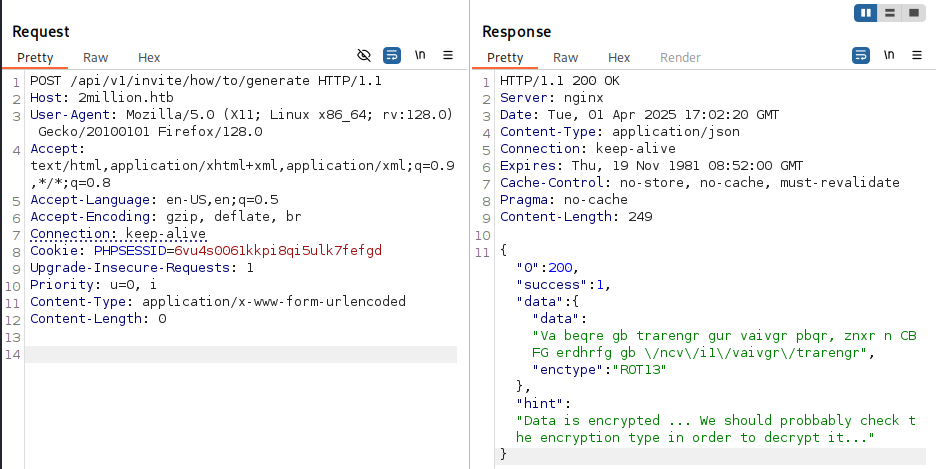 Request
Pretty Raw Hex \n
1 POST /api/v1/invite/how/to/generate HTTP/1.1
2 Host: 2million.htb
3 User-Agent: Mozilla/5.0 (X11; Linux x86_64; rv:128.0)
Gecko/20100101 Firefox/128.0
4 Accept:
text/html,application/xhtml+xml,application/xml;q=0.9
,*/*;q=0.8
5 Accept-Language: en-US,en;q=0.5
6 Accept-Encoding: gzip, deflate, br
7 Connection: keep-alive
8 Cookie: PHPSESSID=6vu4s0061kkpi8qi5ulk7fefgd
9 Upgrade-Insecure-Requests: 1
10 Priority: u=0, i
11 Content-Type: application/x-www-form-urlencoded
12 Content-Length: 0
13
14
Response
Pretty Raw Hex Render \n
1 HTTP/1.1 200 OK
2 Server: nginx
3 Date: Tue, 01 Apr 2025 17:02:20 GMT
4 Content-Type: application/json
5 Connection: keep-alive
6 Expires: Thu, 19 Nov 1981 08:52:00 GMT
7 Cache-Control: no-store, no-cache, must-revalidate
8 Pragma: no-cache
9 Content-Length: 249
10
11 {
"0":200,
"success":1,
"data":{
"data":
"Va beqre gb trarengr gur vaivgr pbqr, znxr n CB
FG erdhrfg gb \/ncv\/i1\/vaivgr\/trarengr",
"enctype":"ROT13"
},
"hint":
"Data is encrypted ... We should probbably check t
he encryption type in order to decrypt it..."
}